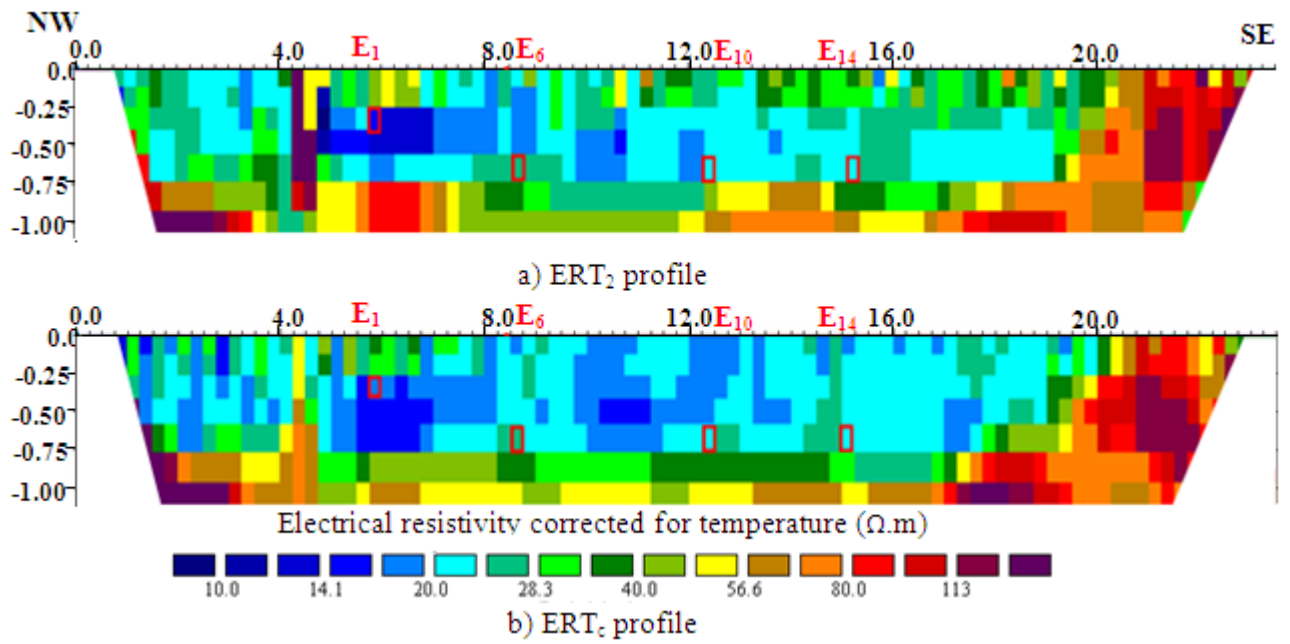 NW SE
0.0 4.0 E₁ 8.0 E₆ 12.0 E₁₀ E₁₄ 16.0 20.0
0.0
-0.25
-0.50
-0.75
-1.00
a) ERT₂ profile
0.0 4.0 E₁ 8.0 E₆ 12.0 E₁₀ E₁₄ 16.0 20.0
0.0
-0.25
-0.50
-0.75
-1.00
Electrical resistivity corrected for temperature (Ω.m)
10.0 14.1 20.0 28.3 40.0 56.6 80.0 113
b) ERTc profile